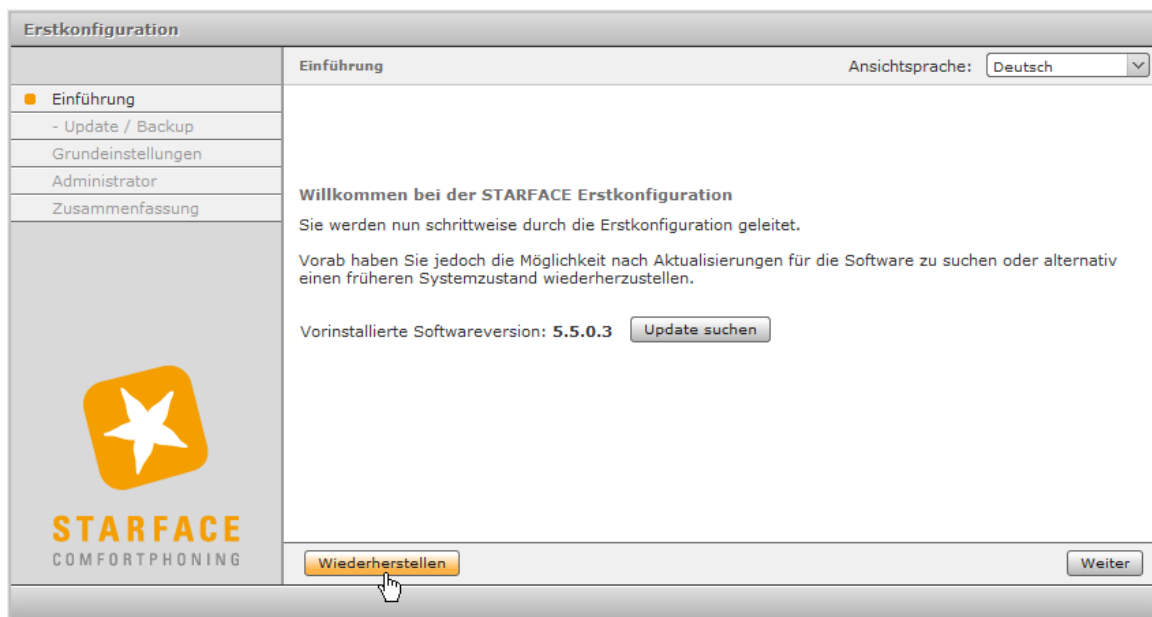 Erstkonfiguration
Einführung
Ansichtsprache: Deutsch
Einführung
- Update / Backup
Grundeinstellungen
Administrator
Zusammenfassung
Willkommen bei der STARFACE Erstkonfiguration
Sie werden nun schrittweise durch die Erstkonfiguration geleitet.
Vorab haben Sie jedoch die Möglichkeit nach Aktualisierungen für die Software zu suchen oder alternativ
einen früheren Systemzustand wiederherzustellen.
Vorinstallierte Softwareversion: 5.5.0.3 Update suchen
STARFACE
COMFORTPHONING
Wiederherstellen
Weiter